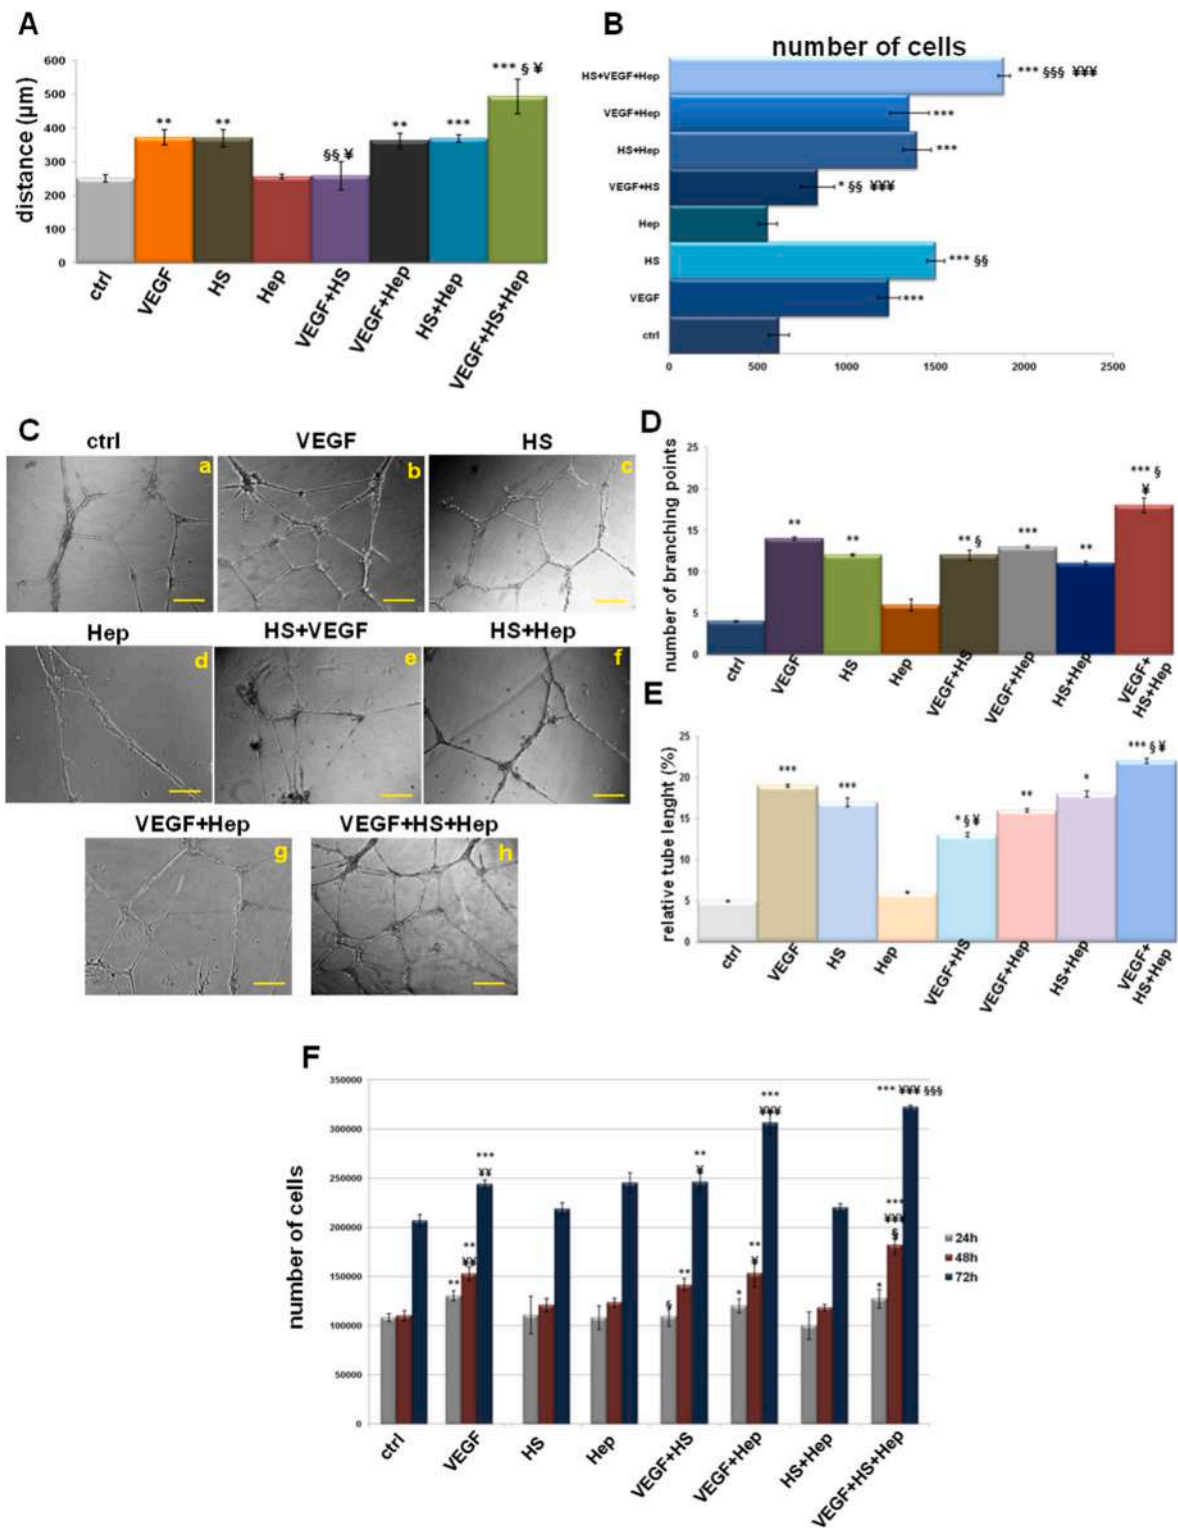 A
distance (µm)
600
500
400
300
200
100
0
**
**
§§ ¥
**
***
*** § ¥
ctrl
VEGF
HS
Hep
VEGF+HS
VEGF+Hep
HS+Hep
VEGF+HS+Hep
B
number of cells
HS+VEGF+Hep
*** §§§ ¥¥¥
VEGF+Hep
***
HS+Hep
***
VEGF+HS
* §§ ¥¥¥
Hep
HS
*** §§
VEGF
***
ctrl
0
500
1000
1500
2000
2500
C
ctrl
VEGF
HS
a
b
c
Hep
HS+VEGF
HS+Hep
d
e
f
VEGF+Hep
VEGF+HS+Hep
g
h
D
number of branching points
25
20
15
10
5
0
**
**
** §
***
**
*** §
¥
ctrl
VEGF
HS
Hep
VEGF+HS
VEGF+Hep
HS+Hep
VEGF+
HS+Hep
E
relative tube lenght (%)
25
20
15
10
5
0
*
***
***
*
* § ¥
**
*
*** § ¥
ctrl
VEGF
HS
Hep
VEGF+HS
VEGF+Hep
HS+Hep
VEGF+
HS+Hep
F
number of cells
350000
300000
250000
200000
150000
100000
50000
0
**
**
¥¥
***
¥¥
§
**
**
¥
*
**
¥
***
¥¥¥
*
***
¥¥¥
§
*** ¥¥¥ §§§
24h
48h
72h
ctrl
VEGF
HS
Hep
VEGF+HS
VEGF+Hep
HS+Hep
VEGF+HS+Hep